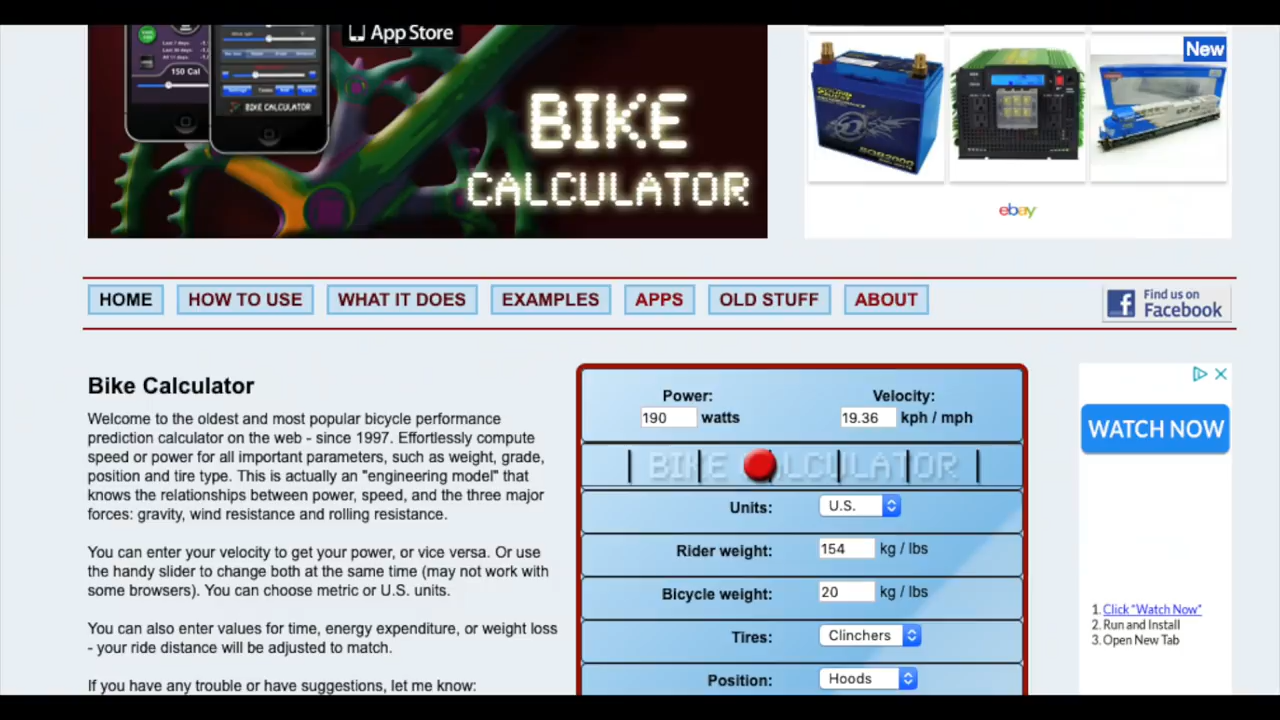 App Store
150 Cal
BIKE CALCULATOR
BIKE
CALCULATOR
New
ebay
HOME
HOW TO USE
WHAT IT DOES
EXAMPLES
APPS
OLD STUFF
ABOUT
Find us on
Facebook
Bike Calculator
Welcome to the oldest and most popular bicycle performance
prediction calculator on the web - since 1997. Effortlessly compute
speed or power for all important parameters, such as weight, grade,
position and tire type. This is actually an "engineering model" that
knows the relationships between power, speed, and the three major
forces: gravity, wind resistance and rolling resistance.
You can enter your velocity to get your power, or vice versa. Or use
the handy slider to change both at the same time (may not work with
some browsers). You can choose metric or U.S. units.
You can also enter values for time, energy expenditure, or weight loss
- your ride distance will be adjusted to match.
If you have any trouble or have suggestions, let me know:
Power:
190 watts
Velocity:
19.36 kph / mph
BIKE CALCULATOR
Units: U.S.
Rider weight: 154 kg / lbs
Bicycle weight: 20 kg / lbs
Tires: Clinchers
Position: Hoods
WATCH NOW
1. Click "Watch Now"
2. Run and Install
3. Open New Tab